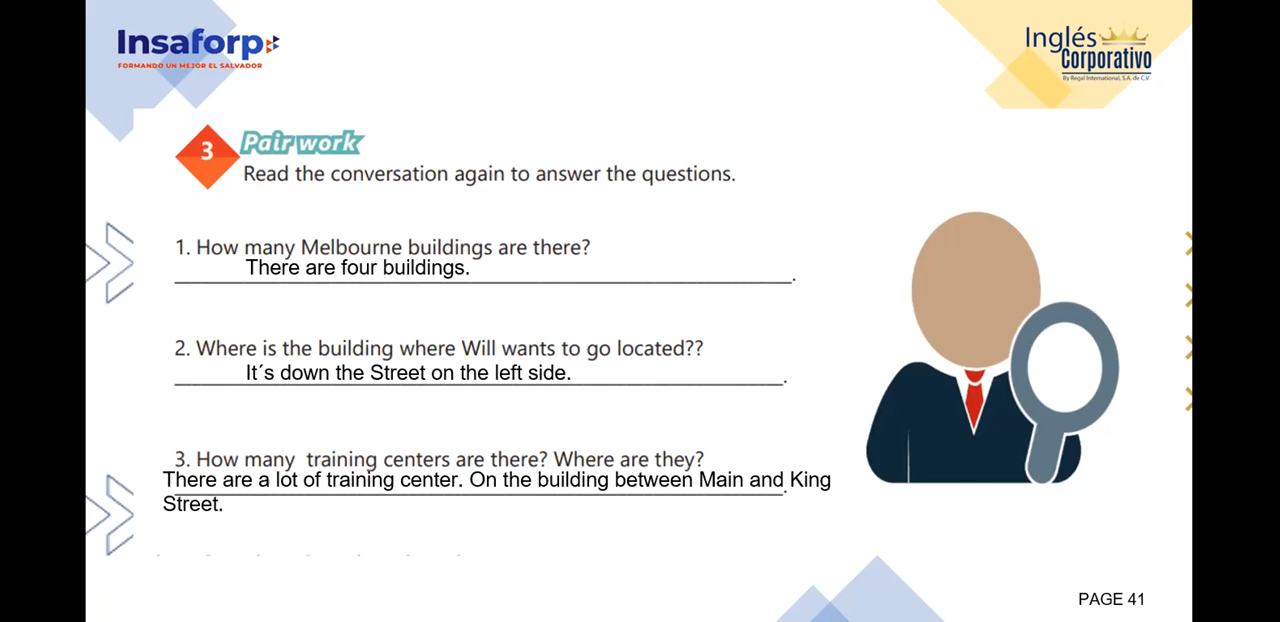 Insaforp
FORMANDO UN MEJOR EL SALVADOR
Inglés
Corporativo
By Regal International, S.A. de C.V.
3
Pair work
Read the conversation again to answer the questions.
1. How many Melbourne buildings are there?
There are four buildings.
2. Where is the building where Will wants to go located??
It´s down the Street on the left side.
3. How many training centers are there? Where are they?
There are a lot of training center. On the building between Main and King
Street.
PAGE 41